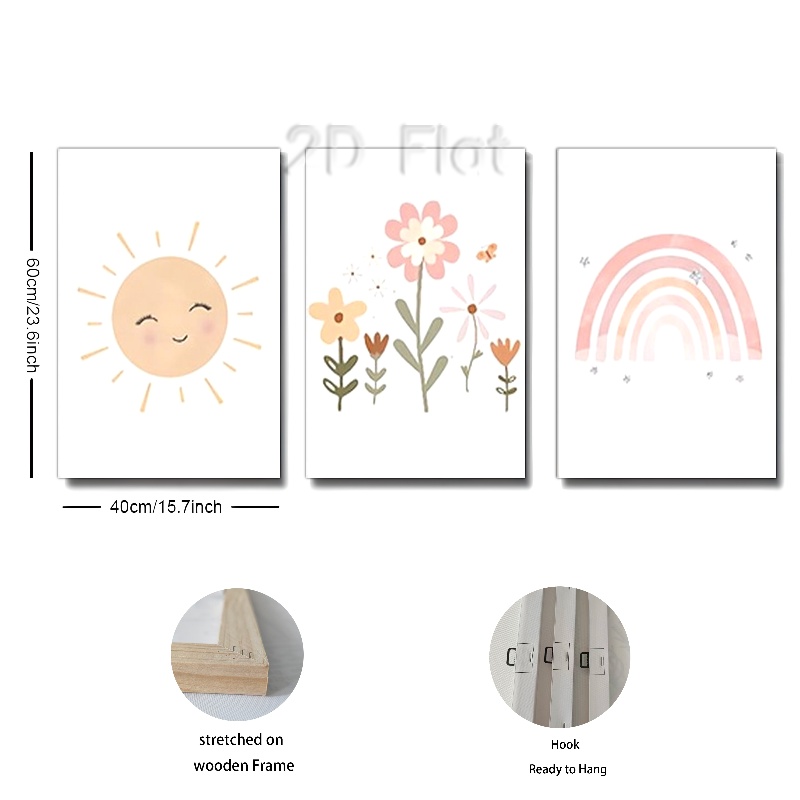 2D Flat
60cm/23.6inch
40cm/15.7inch
stretched on
wooden Frame
Hook
Ready to Hang